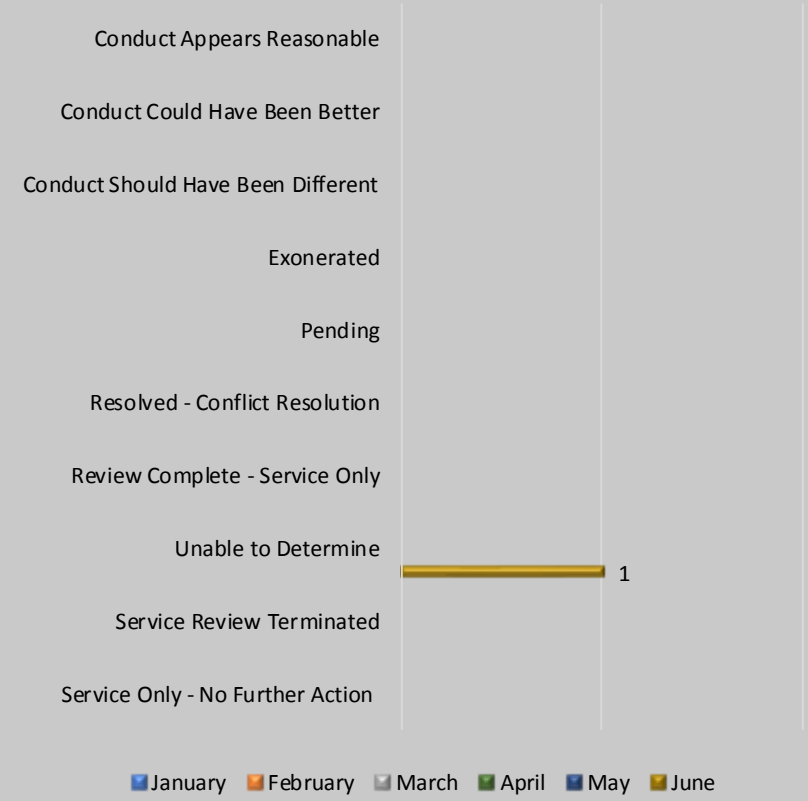 Conduct Appears Reasonable
Conduct Could Have Been Better
Conduct Should Have Been Different
Exonerated
Pending
Resolved - Conflict Resolution
Review Complete - Service Only
Unable to Determine
1
Service Review Terminated
Service Only - No Further Action
January February March April May June